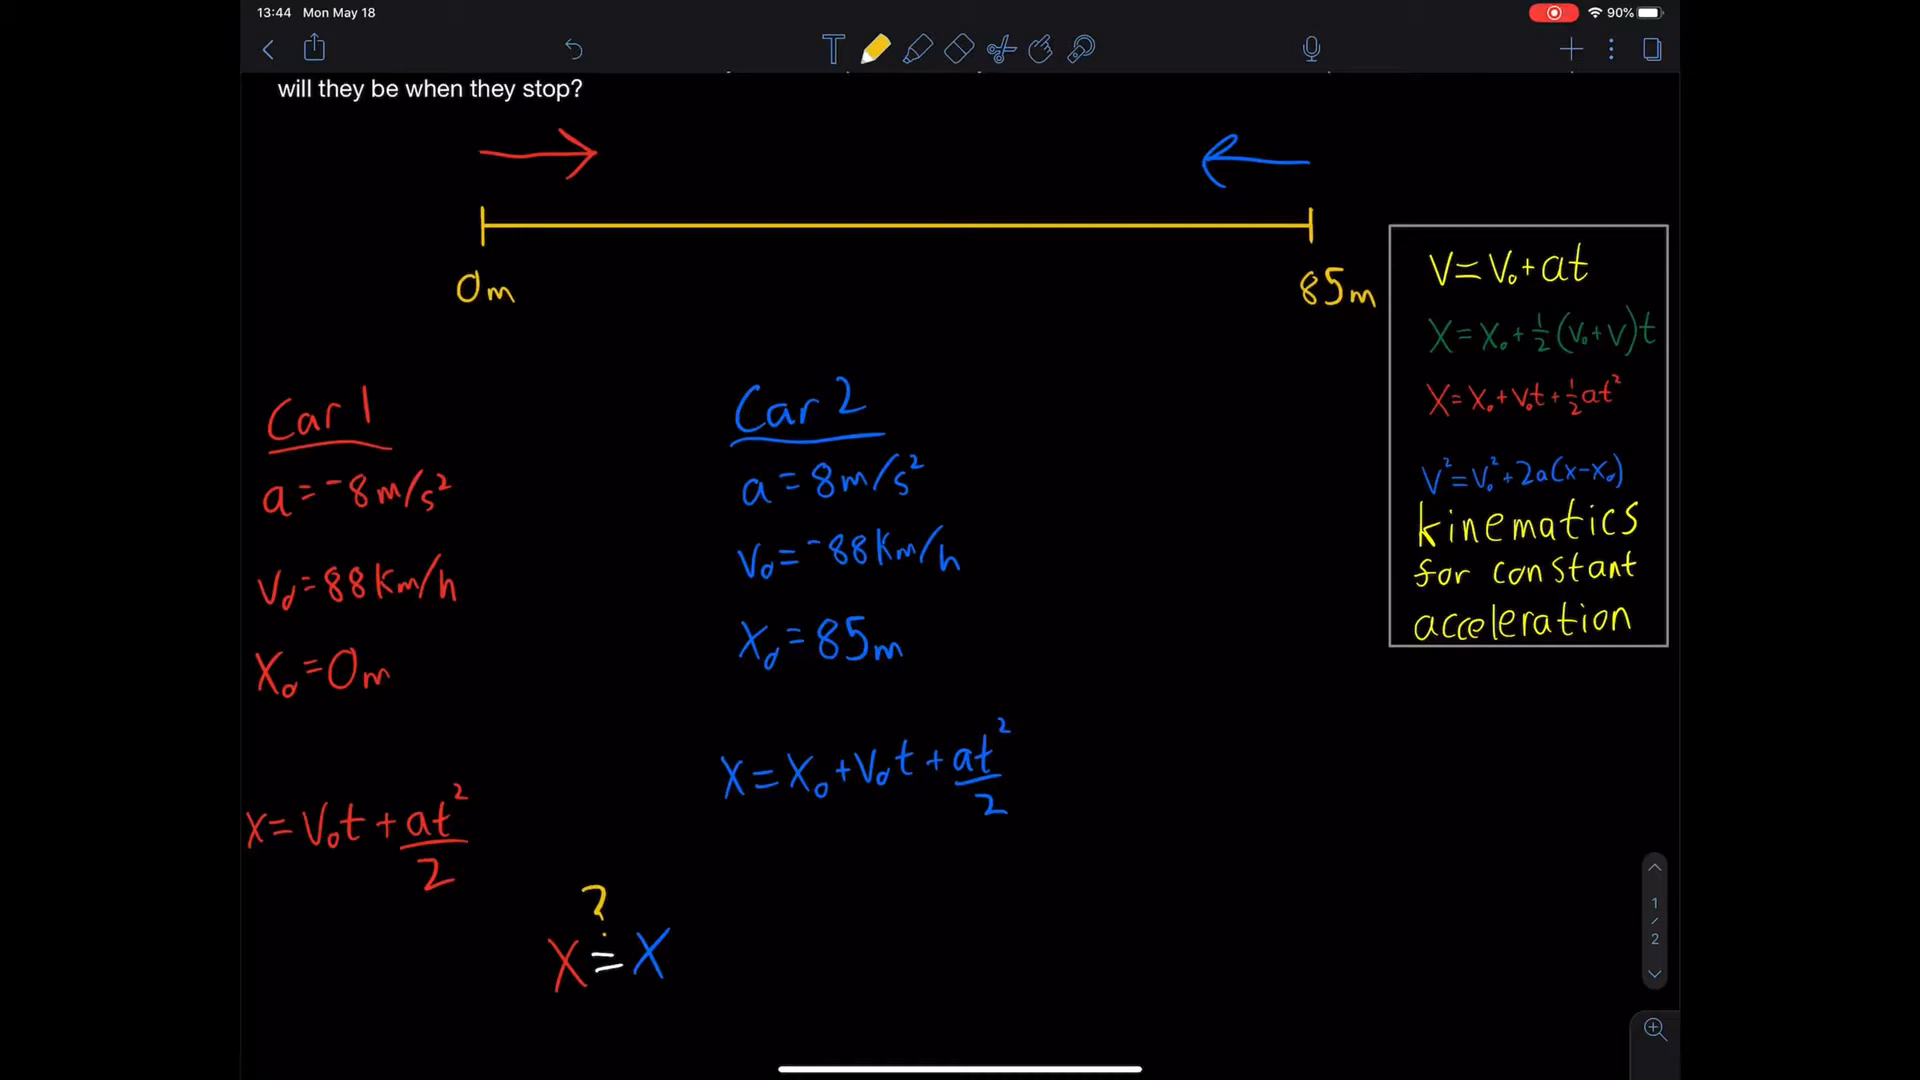 13:44 Mon May 18
90%
T
will they be when they stop?
0m
85m
V=V₀+at
X=X₀+½(V₀+V)t
X=X₀+V₀t+½at²
V²=V₀²+2a(x-x₀)
kinematics
for constant
acceleration
Car 1
a=-8m/s²
V₀=88Km/h
X₀=0m
X=V₀t+at²/2
Car 2
a=8m/s²
V₀=-88Km/h
X₀=85m
X=X₀+V₀t+at²/2
?
X=X
1
/
2